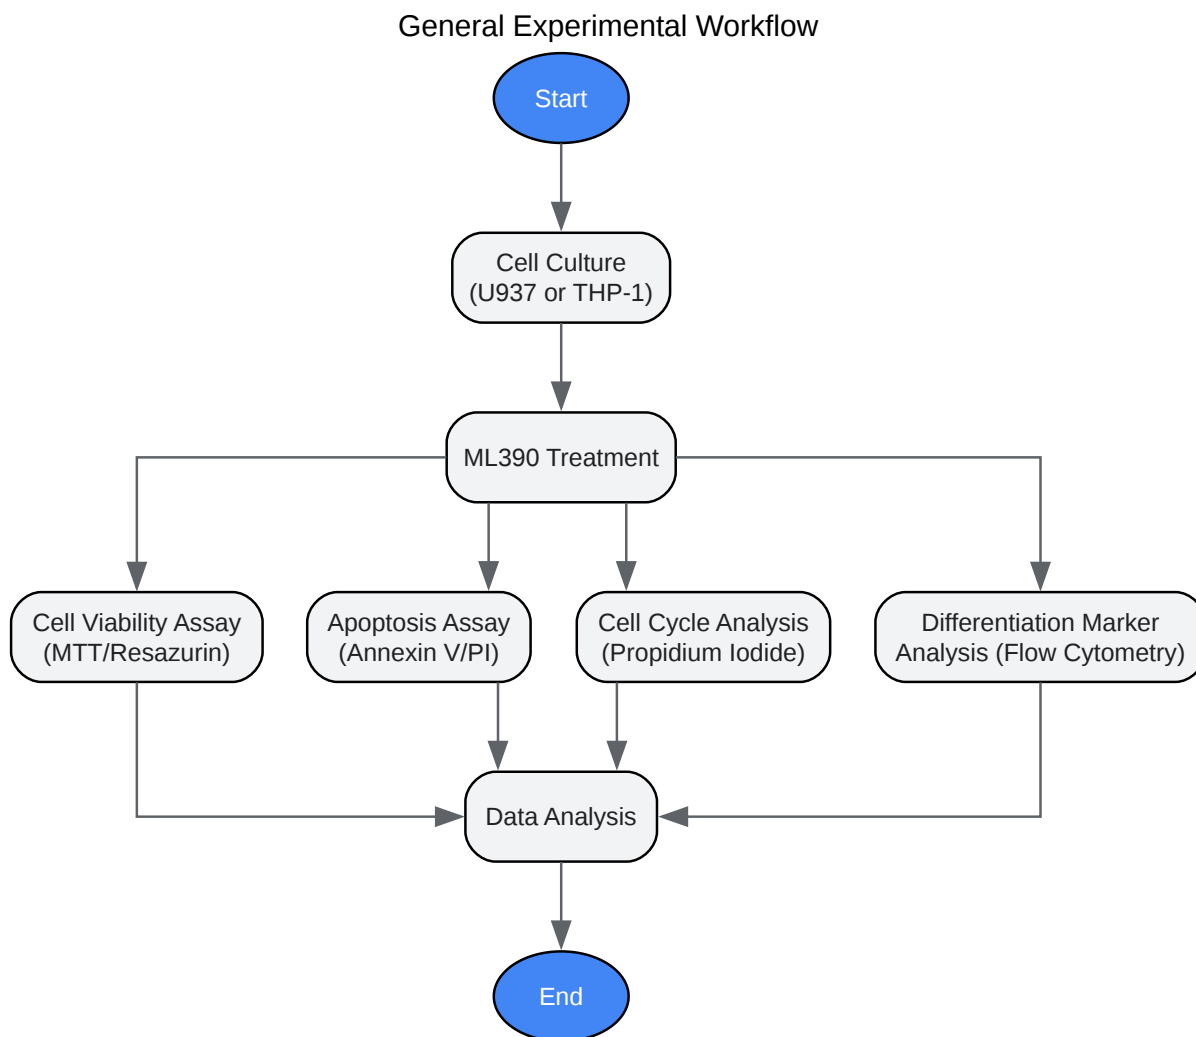 General Experimental Workflow
Start
Cell Culture
(U937 or THP-1)
ML390 Treatment
Cell Viability Assay
(MTT/Resazurin)
Apoptosis Assay
(Annexin V/PI)
Cell Cycle Analysis
(Propidium Iodide)
Differentiation Marker
Analysis (Flow Cytometry)
Data Analysis
End